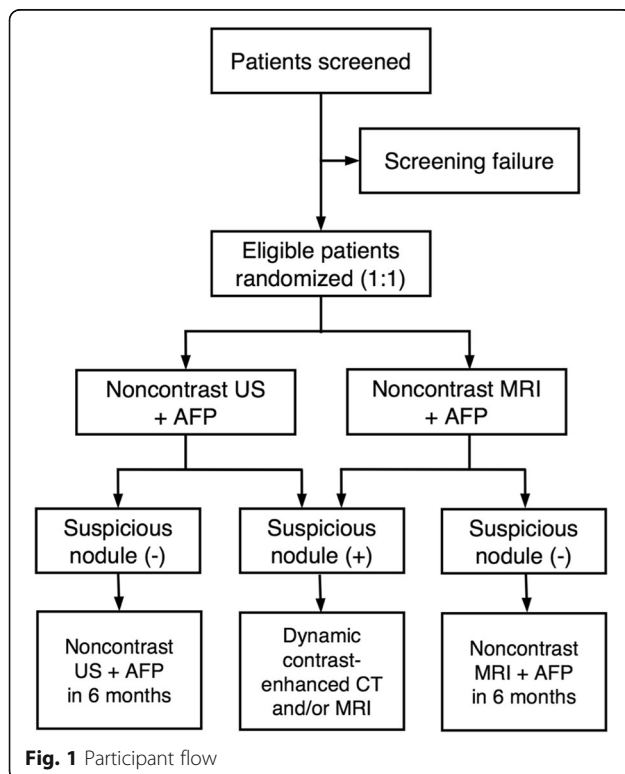 Patients screened
Screening failure
Eligible patients
randomized (1:1)
Noncontrast US
+ AFP
Noncontrast MRI
+ AFP
Suspicious
nodule (-)
Suspicious
nodule (+)
Suspicious
nodule (-)
Noncontrast
US + AFP
in 6 months
Dynamic
contrast-
enhanced CT
and/or MRI
Noncontrast
MRI + AFP
in 6 months
Fig. 1 Participant flow